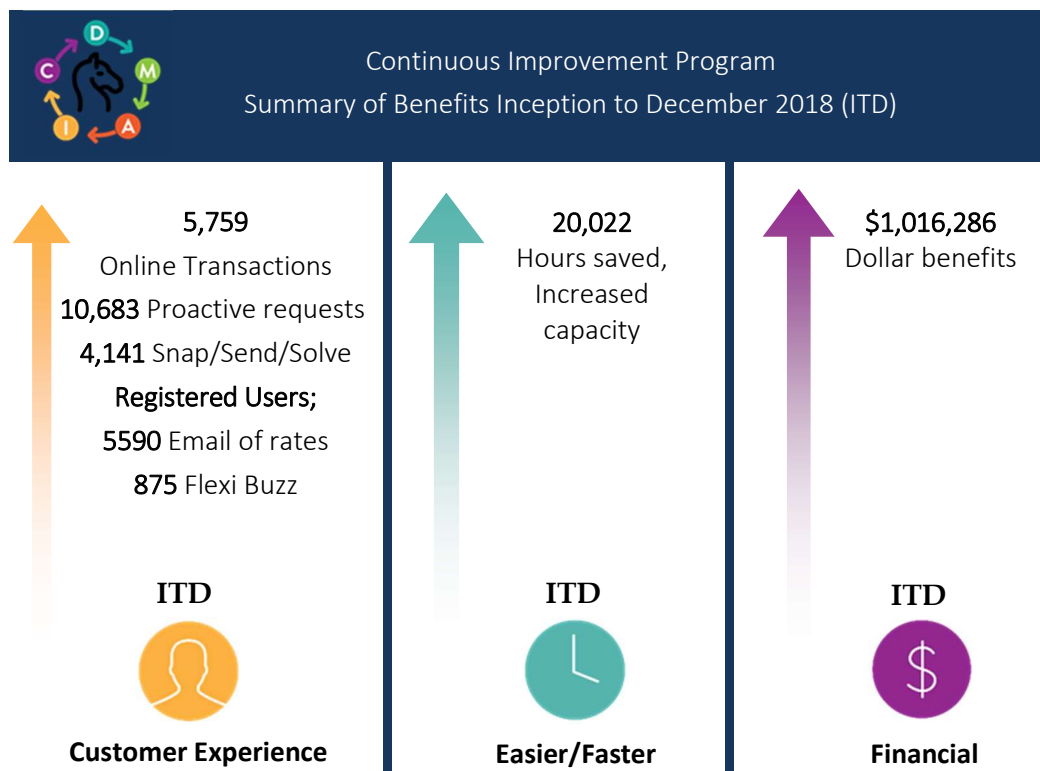 D
C
M
I
A
Continuous Improvement Program
Summary of Benefits Inception to December 2018 (ITD)
5,759
Online Transactions
10,683 Proactive requests
4,141 Snap/Send/Solve
Registered Users;
5590 Email of rates
875 Flexi Buzz
ITD
Customer Experience
20,022
Hours saved,
Increased
capacity
ITD
Easier/Faster
$1,016,286
Dollar benefits
ITD
$
Financial